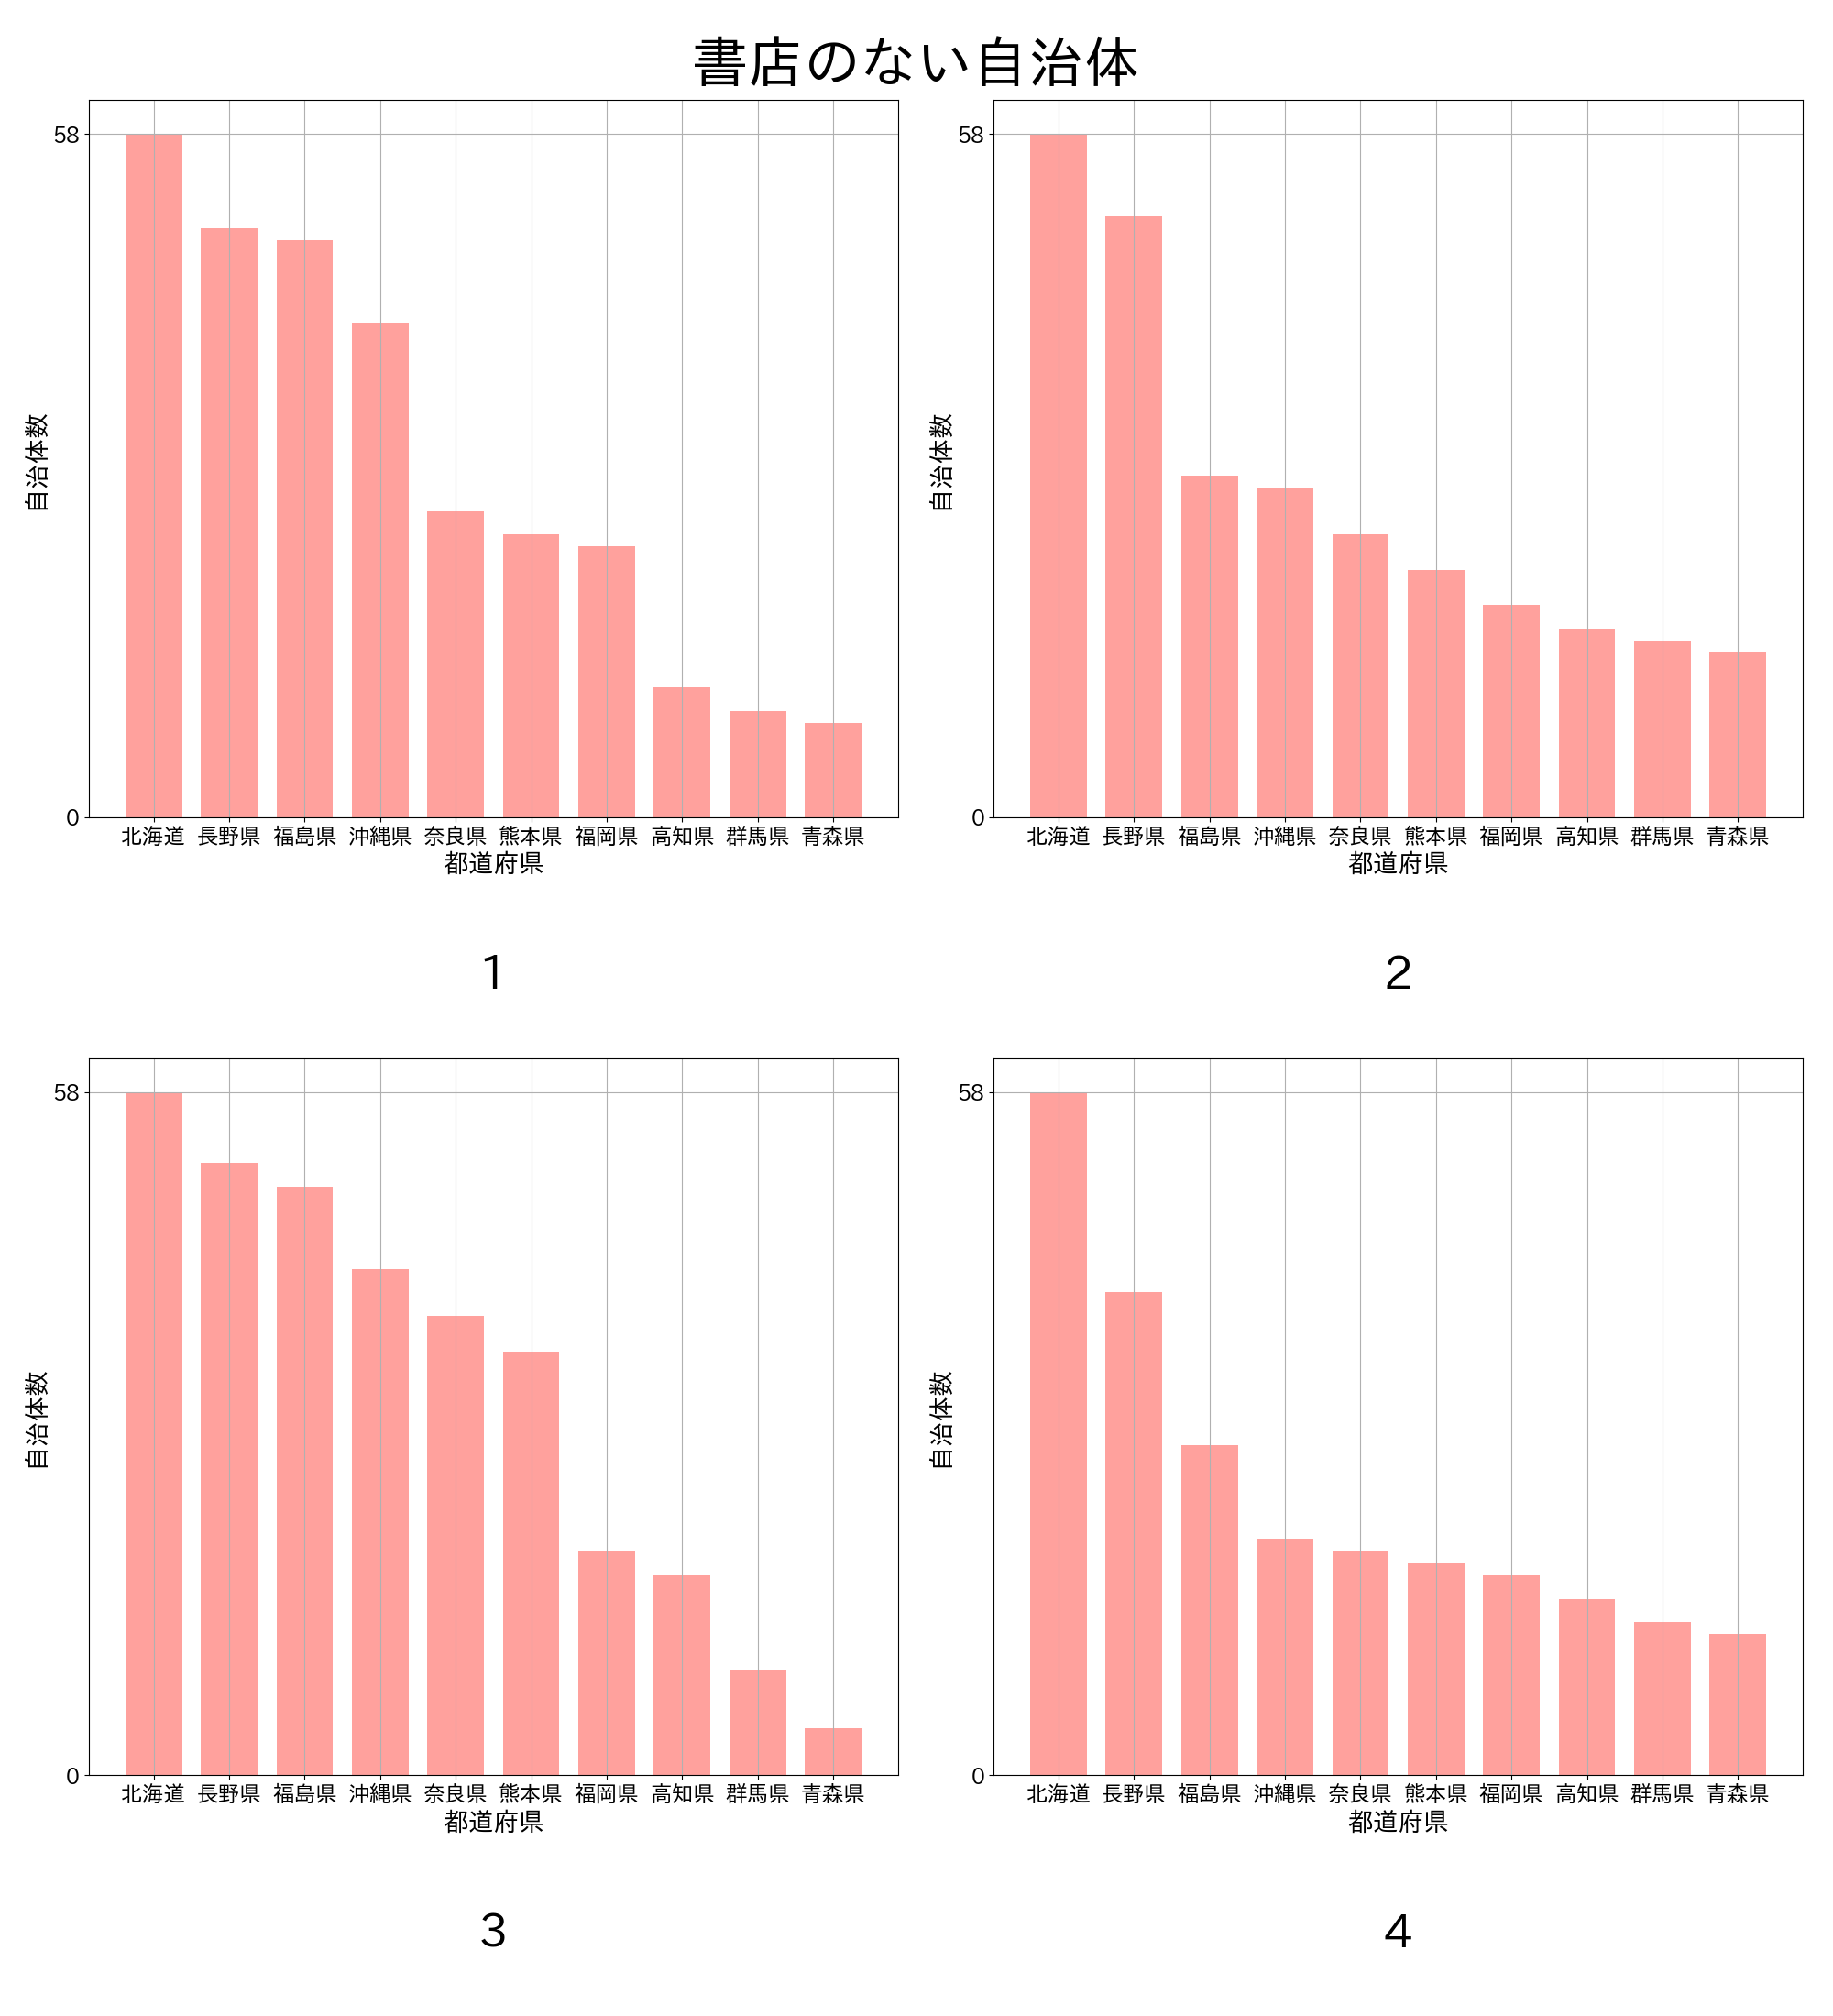 書店のない自治体
58
0
自治体数
北海道 長野県 福島県 沖縄県 奈良県 熊本県 福岡県 高知県 群馬県 青森県
都道府県
1
58
0
自治体数
北海道 長野県 福島県 沖縄県 奈良県 熊本県 福岡県 高知県 群馬県 青森県
都道府県
2
58
0
自治体数
北海道 長野県 福島県 沖縄県 奈良県 熊本県 福岡県 高知県 群馬県 青森県
都道府県
3
58
0
自治体数
北海道 長野県 福島県 沖縄県 奈良県 熊本県 福岡県 高知県 群馬県 青森県
都道府県
4